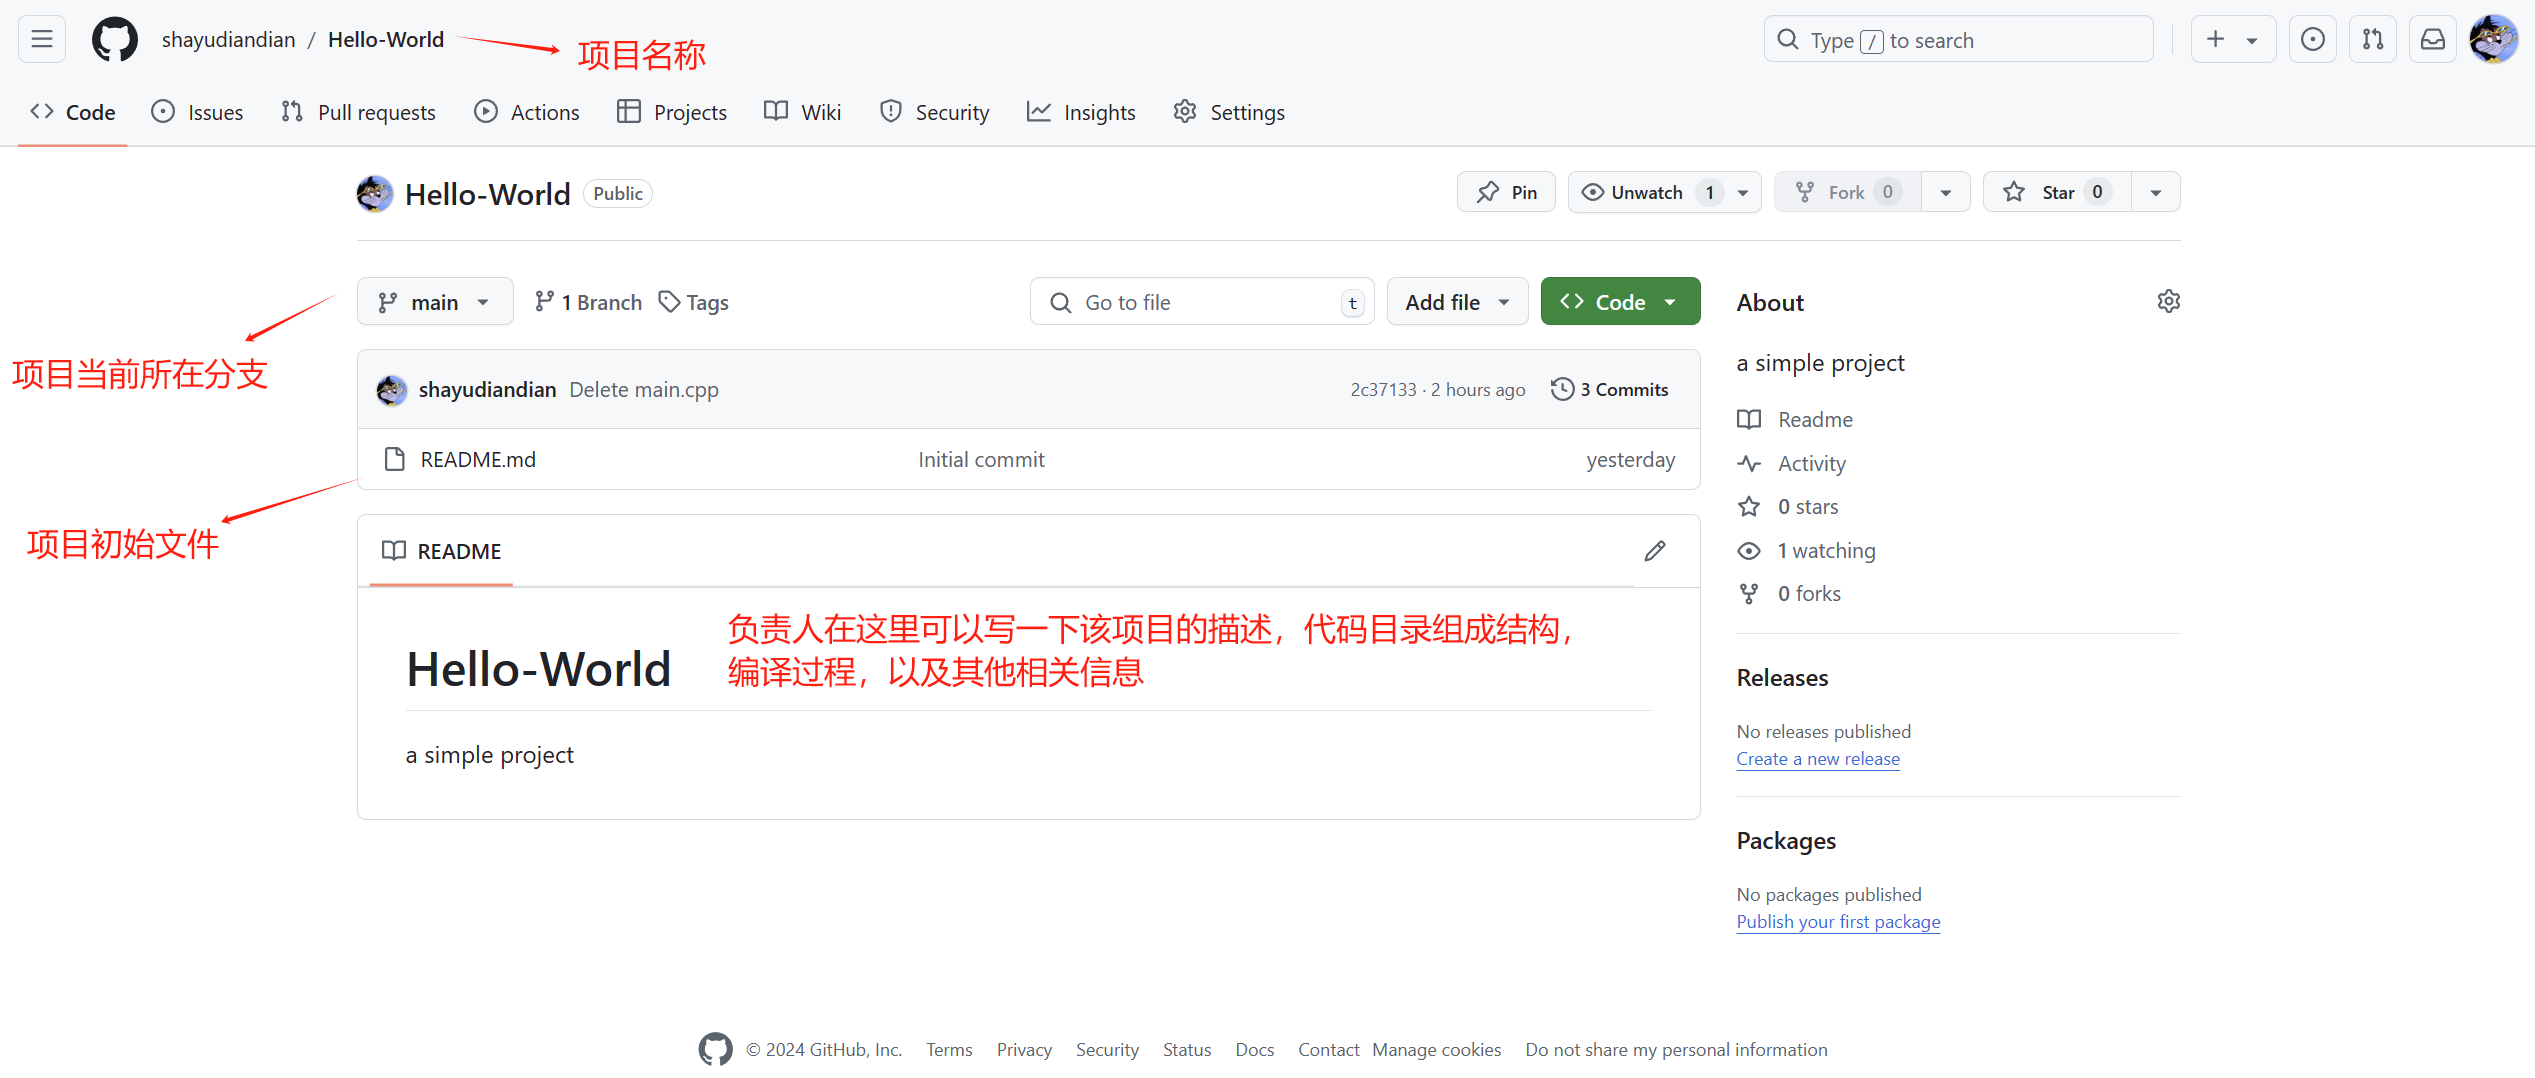 shayudiandian / Hello-World
项目名称
Type / to search
Code Issues Pull requests Actions Projects Wiki Security Insights Settings
Hello-World Public
Pin Unwatch 1 Fork 0 Star 0
main 1 Branch Tags
Go to file t Add file Code
项目当前所在分支
shayudiandian Delete main.cpp 2c37133 · 2 hours ago 3 Commits
README.md Initial commit yesterday
项目初始文件
README
Hello-World
负责人在这里可以写一下该项目的描述，代码目录组成结构，
编译过程，以及其他相关信息
a simple project
About
a simple project
Readme
Activity
0 stars
1 watching
0 forks
Releases
No releases published
Create a new release
Packages
No packages published
Publish your first package
© 2024 GitHub, Inc. Terms Privacy Security Status Docs Contact Manage cookies Do not share my personal information